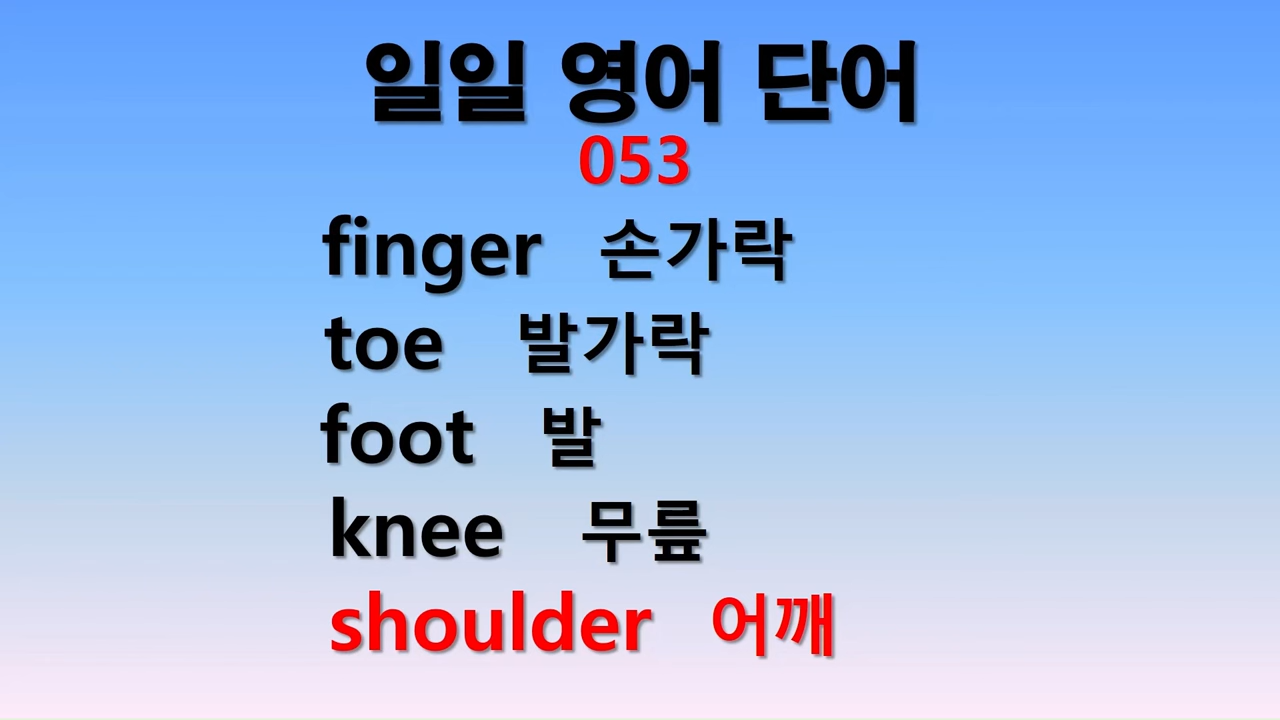 일일 영어 단어
053
finger 손가락
toe 발가락
foot 발
knee 무릎
shoulder 어깨